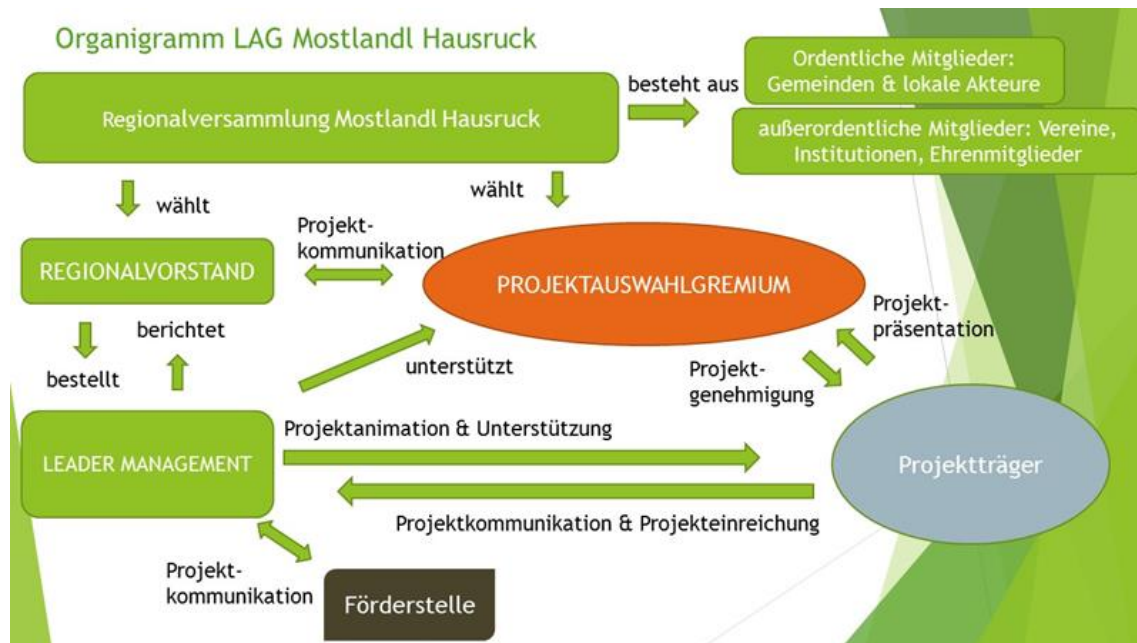 Organigramm LAG Mostlandl Hausruck
Regionalversammlung Mostlandl Hausruck
besteht aus
Ordentliche Mitglieder:
Gemeinden & lokale Akteure
außerordentliche Mitglieder: Vereine,
Institutionen, Ehrenmitglieder
wählt
wählt
REGIONALVORSTAND
Projekt-
kommunikation
PROJEKTAUSWAHLGREMIUM
Projekt-
präsentation
berichtet
bestellt
unterstützt
Projekt-
genehmigung
LEADER MANAGEMENT
Projektanimation & Unterstützung
Projektträger
Projektkommunikation & Projekteinreichung
Projekt-
kommunikation
Förderstelle